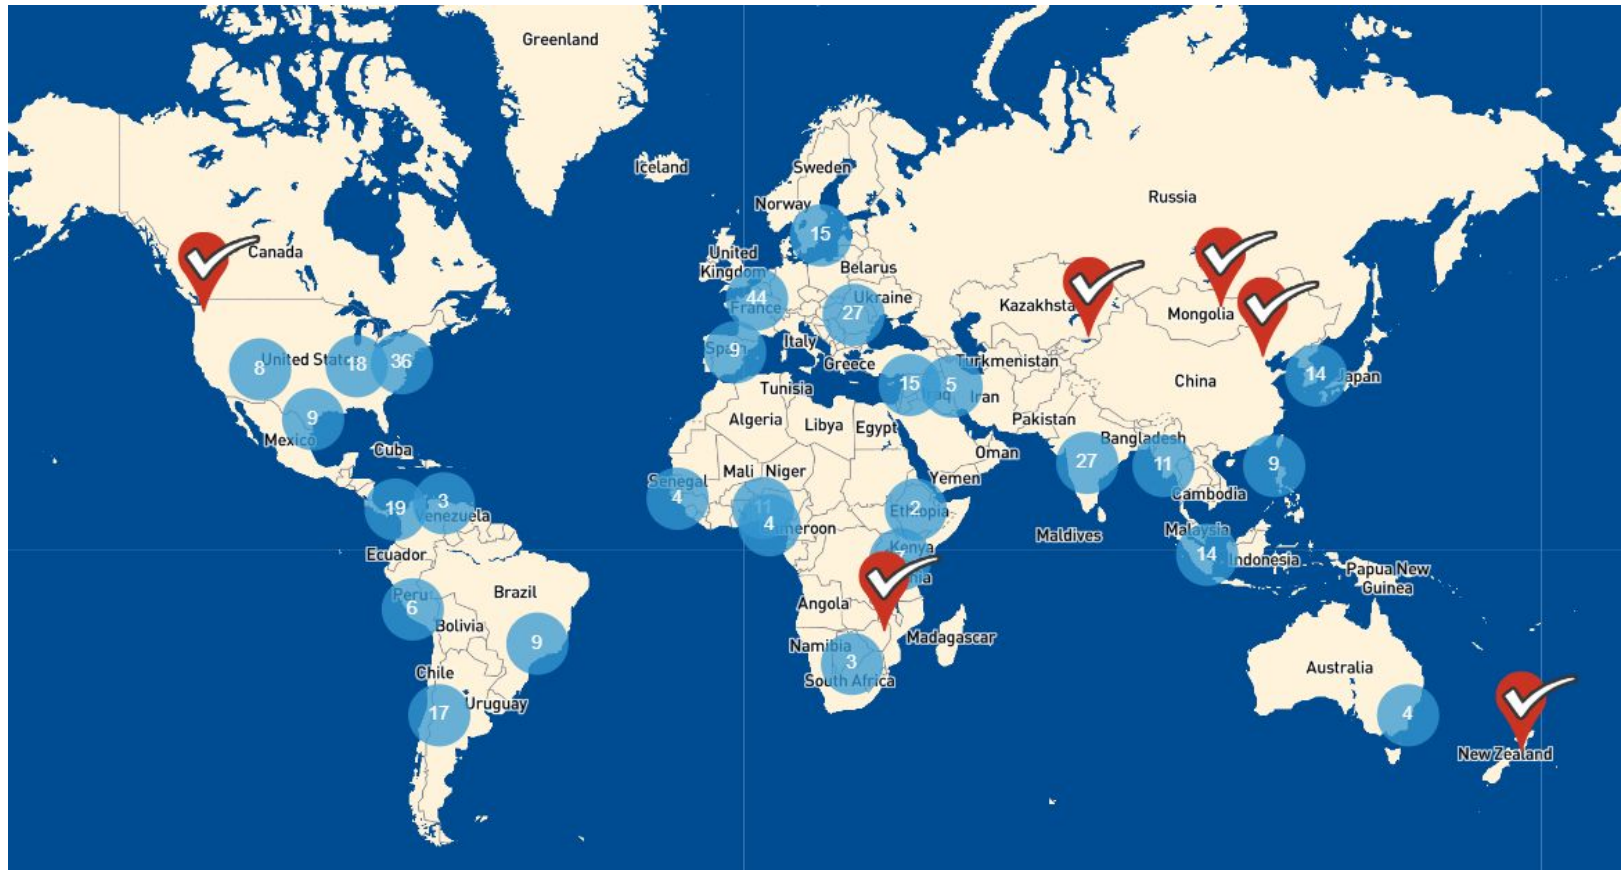 Greenland
Iceland
Sweden
Russia
Norway
15
Canada
United
Kingdom
Belarus
44
France
Ukraine
27
Kazakhsta
Mongolia
Italy
Spain
9
Greece
Turkmenistan
United State
8
18
36
15
5
Iraq
Iran
China
14
Japan
Tunisia
9
Mexico
Algeria
Libya
Egypt
Pakistan
Cuba
Bangladesh
Oman
27
11
9
Mali
Niger
Senegal
4
Yemen
Cambodia
19
3
Venezuela
11
4
meroon
2
Ethiopia
Malaysia
Maldives
Ecuador
Kenya
14
Indonesia
Papua New
Guinea
nia
Brazil
Peru
6
Angola
Bolivia
Madagascar
9
Namibia
3
South Africa
Australia
Chile
Uruguay
17
4
New Zealand